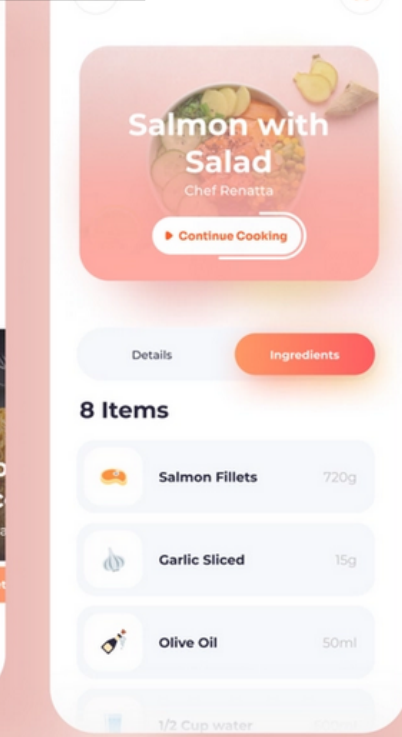 Salmon with
Salad
Chef Renatta
Continue Cooking
Details
Ingredients
8 Items
Salmon Fillets
720g
Garlic Sliced
15g
Olive Oil
50ml
1/2 Cup water